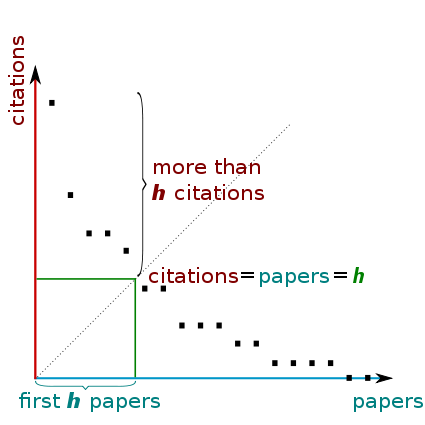 citations
more than
h citations
citations=papers=h
first h papers
papers